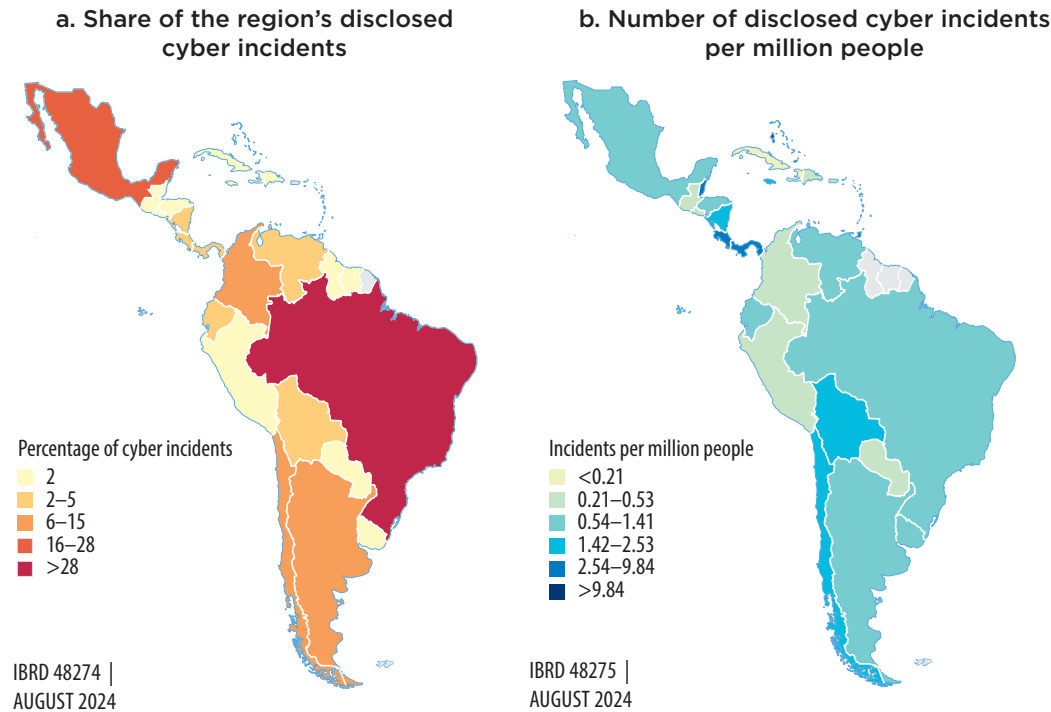 a. Share of the region’s disclosed
cyber incidents
Percentage of cyber incidents
2
2–5
6–15
16–28
>28
IBRD 48274 |
AUGUST 2024
b. Number of disclosed cyber incidents
per million people
Incidents per million people
<0.21
0.21–0.53
0.54–1.41
1.42–2.53
2.54–9.84
>9.84
IBRD 48275 |
AUGUST 2024